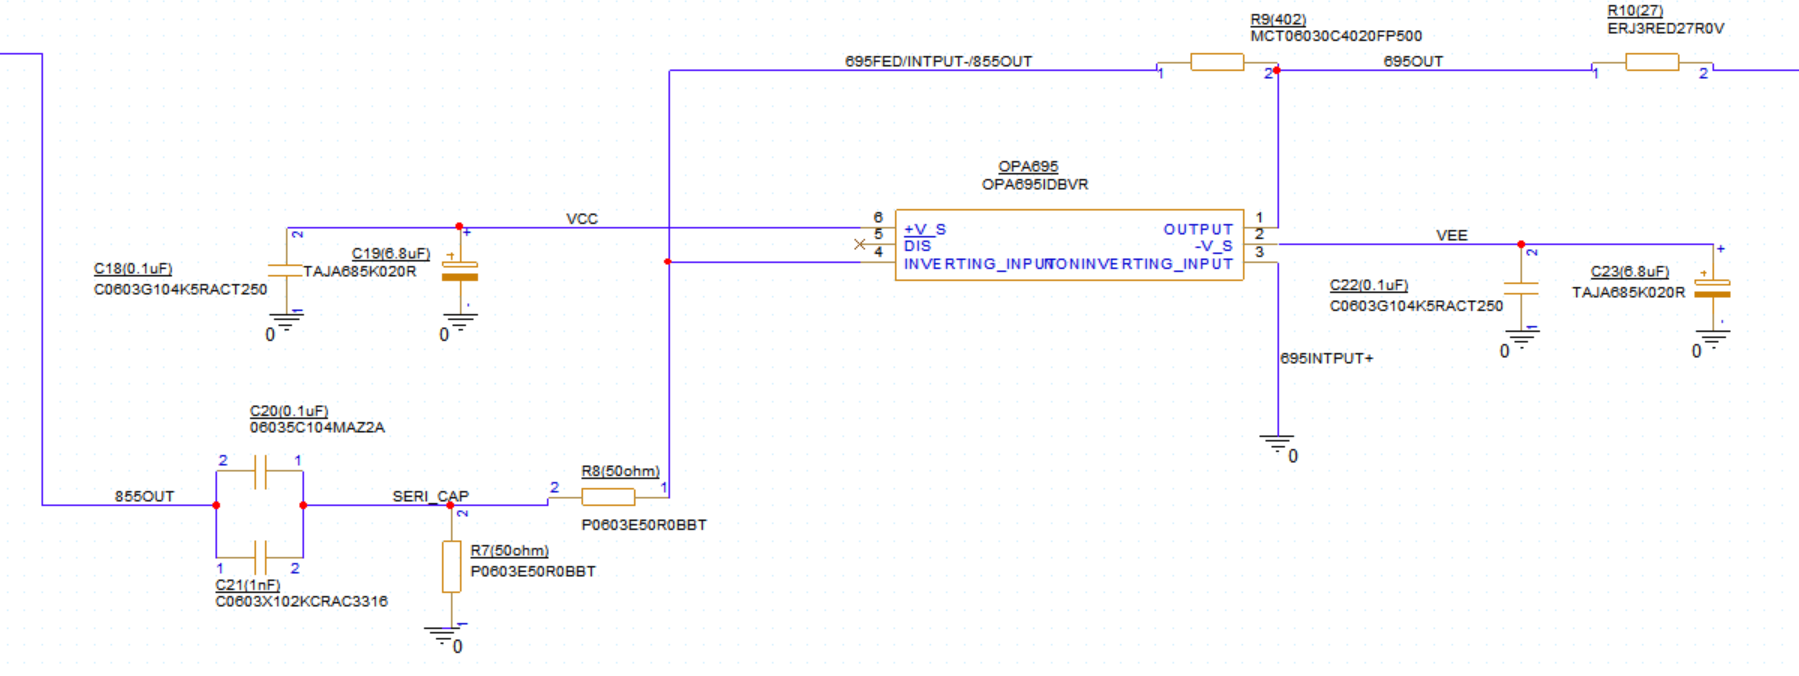 R10(27)
ERJ3RED27R0V
R9(402)
MCT06030C4020FP500
695FED/INTPUT-/855OUT
1
2
695OUT
1
2
OPA695
OPA695IDBVR
VCC
6
5
4
+V_S
DIS
INVERTING_INPUT
OUTPUT
-V_S
NONINVERTING_INPUT
1
2
3
VEE
2
+
C19(6.8uF)
+
TAJA685K020R
C18(0.1uF)
C0603G104K5RACT250
1
-
0
0
2
+
C23(6.8uF)
+
TAJA685K020R
C22(0.1uF)
C0603G104K5RACT250
1
-
0
0
695INTPUT+
0
C20(0.1uF)
06035C104MAZ2A
2
1
855OUT
SERI_CAP
2
R8(50ohm)
2
1
P0603E50R0BBT
R7(50ohm)
P0603E50R0BBT
1
2
C21(1nF)
C0603X102KCRAC3316
1
0